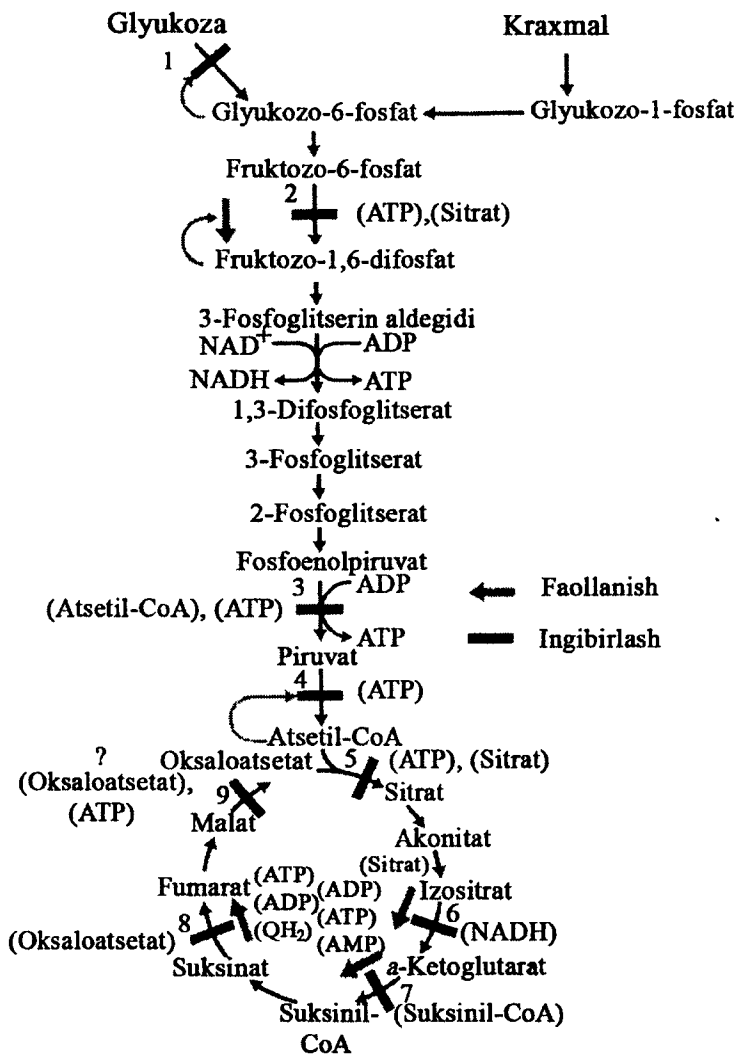 Glyukoza
Kraxmal
1
Glyukozo-6-fosfat
Glyukozo-1-fosfat
Fruktozo-6-fosfat
2
(ATP),(Sitrat)
Fruktozo-1,6-difosfat
3-Fosfoglitserin aldegidi
NAD+
ADP
NADH
ATP
1,3-Difosfoglitserat
3-Fosfoglitserat
2-Fosfoglitserat
Fosfoenolpiruvat
3
ADP
(Atsetil-CoA), (ATP)
ATP
Faollanish
Ingibirlash
Piruvat
4
(ATP)
Atsetil-CoA
Oksaloatsetat
5
(ATP), (Sitrat)
?
(Oksaloatsetat),
(ATP)
9
Sitrat
Malat
Akonitat
(Sitrat)
Fumarat
(ATP)
(ADP)
(ADP)
(ATP)
(QH2)
(AMP)
Izositrat
6
(NADH)
8
(Oksaloatsetat)
Suksinat
a-Ketoglutarat
7
Suksinil-
CoA
(Suksinil-CoA)